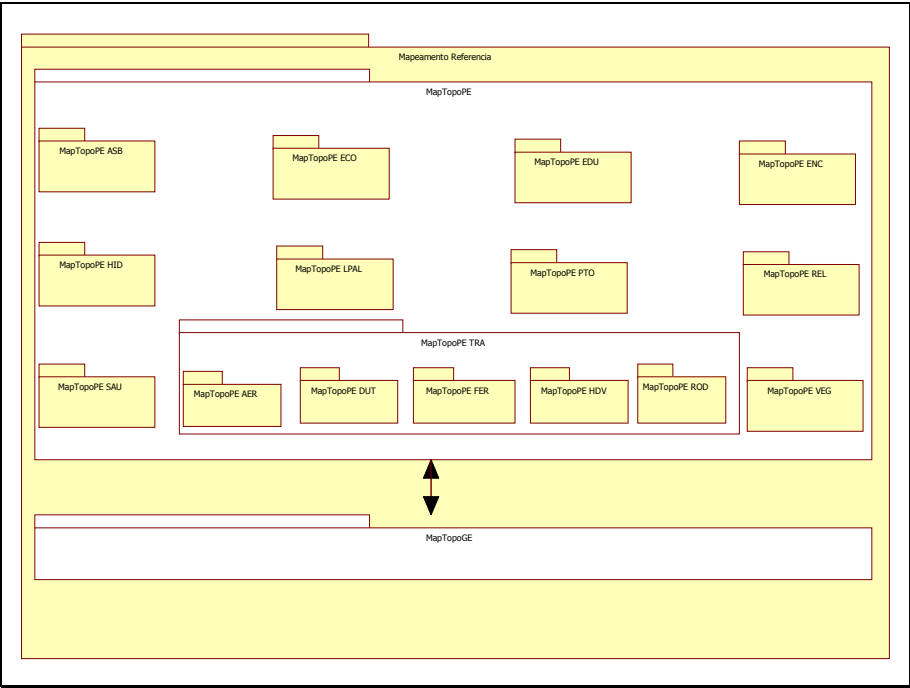 Mapeamento Referencia
MapTopoPE
MapTopoPE ASB
MapTopoPE ECO
MapTopoPE EDU
MapTopoPE ENC
MapTopoPE HID
MapTopoPE LPAL
MapTopoPE PTO
MapTopoPE REL
MapTopoPE TRA
MapTopoPE SAU
MapTopoPE AER
MapTopoPE DUT
MapTopoPE FER
MapTopoPE HDV
MapTopoPE ROD
MapTopoPE VEG
MapTopoGE